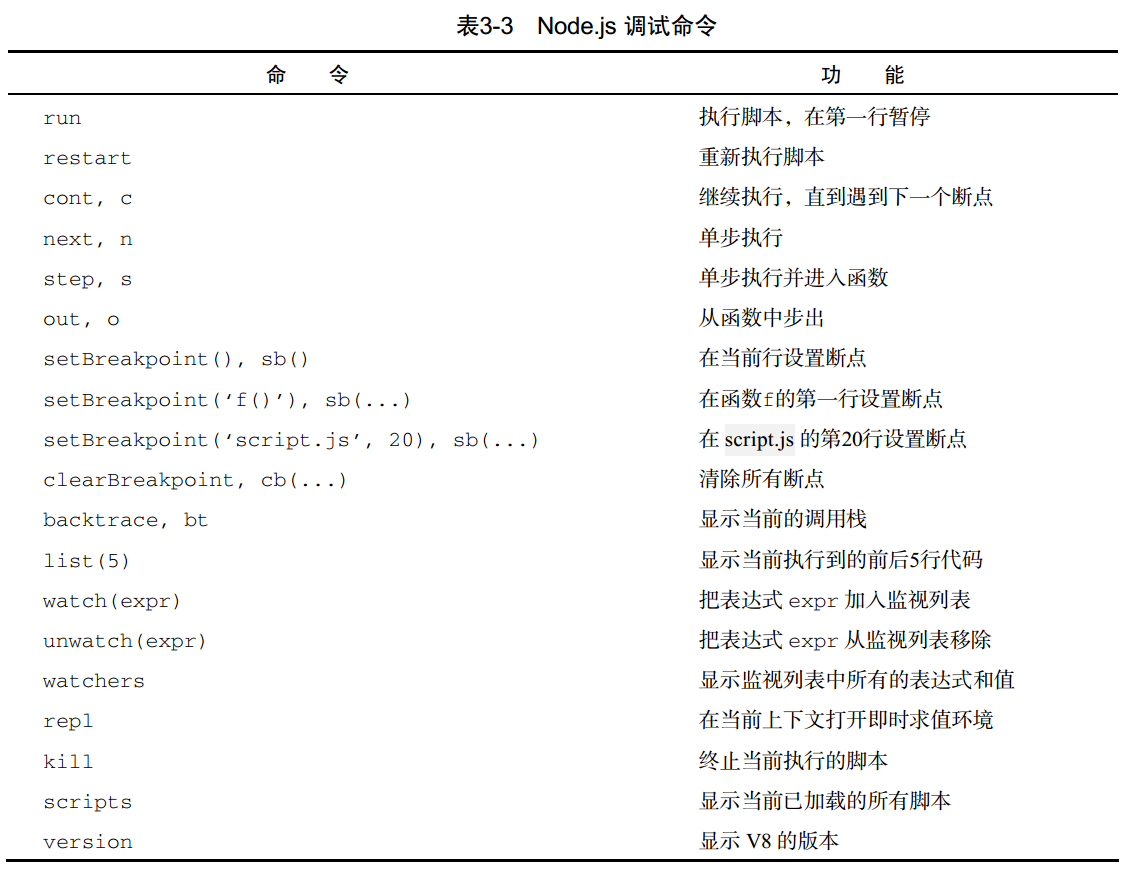 表3-3 Node.js 调试命令
命 令 功 能
run 执行脚本，在第一行暂停
restart 重新执行脚本
cont, c 继续执行，直到遇到下一个断点
next, n 单步执行
step, s 单步执行并进入函数
out, o 从函数中步出
setBreakpoint(), sb() 在当前行设置断点
setBreakpoint(‘f()’), sb(...) 在函数f的第一行设置断点
setBreakpoint(‘script.js’, 20), sb(...) 在 script.js 的第20行设置断点
clearBreakpoint, cb(...) 清除所有断点
backtrace, bt 显示当前的调用栈
list(5) 显示当前执行到的前后5行代码
watch(expr) 把表达式 expr 加入监视列表
unwatch(expr) 把表达式 expr 从监视列表移除
watchers 显示监视列表中所有的表达式和值
repl 在当前上下文打开即时求值环境
kill 终止当前执行的脚本
scripts 显示当前已加载的所有脚本
version 显示 V8 的版本